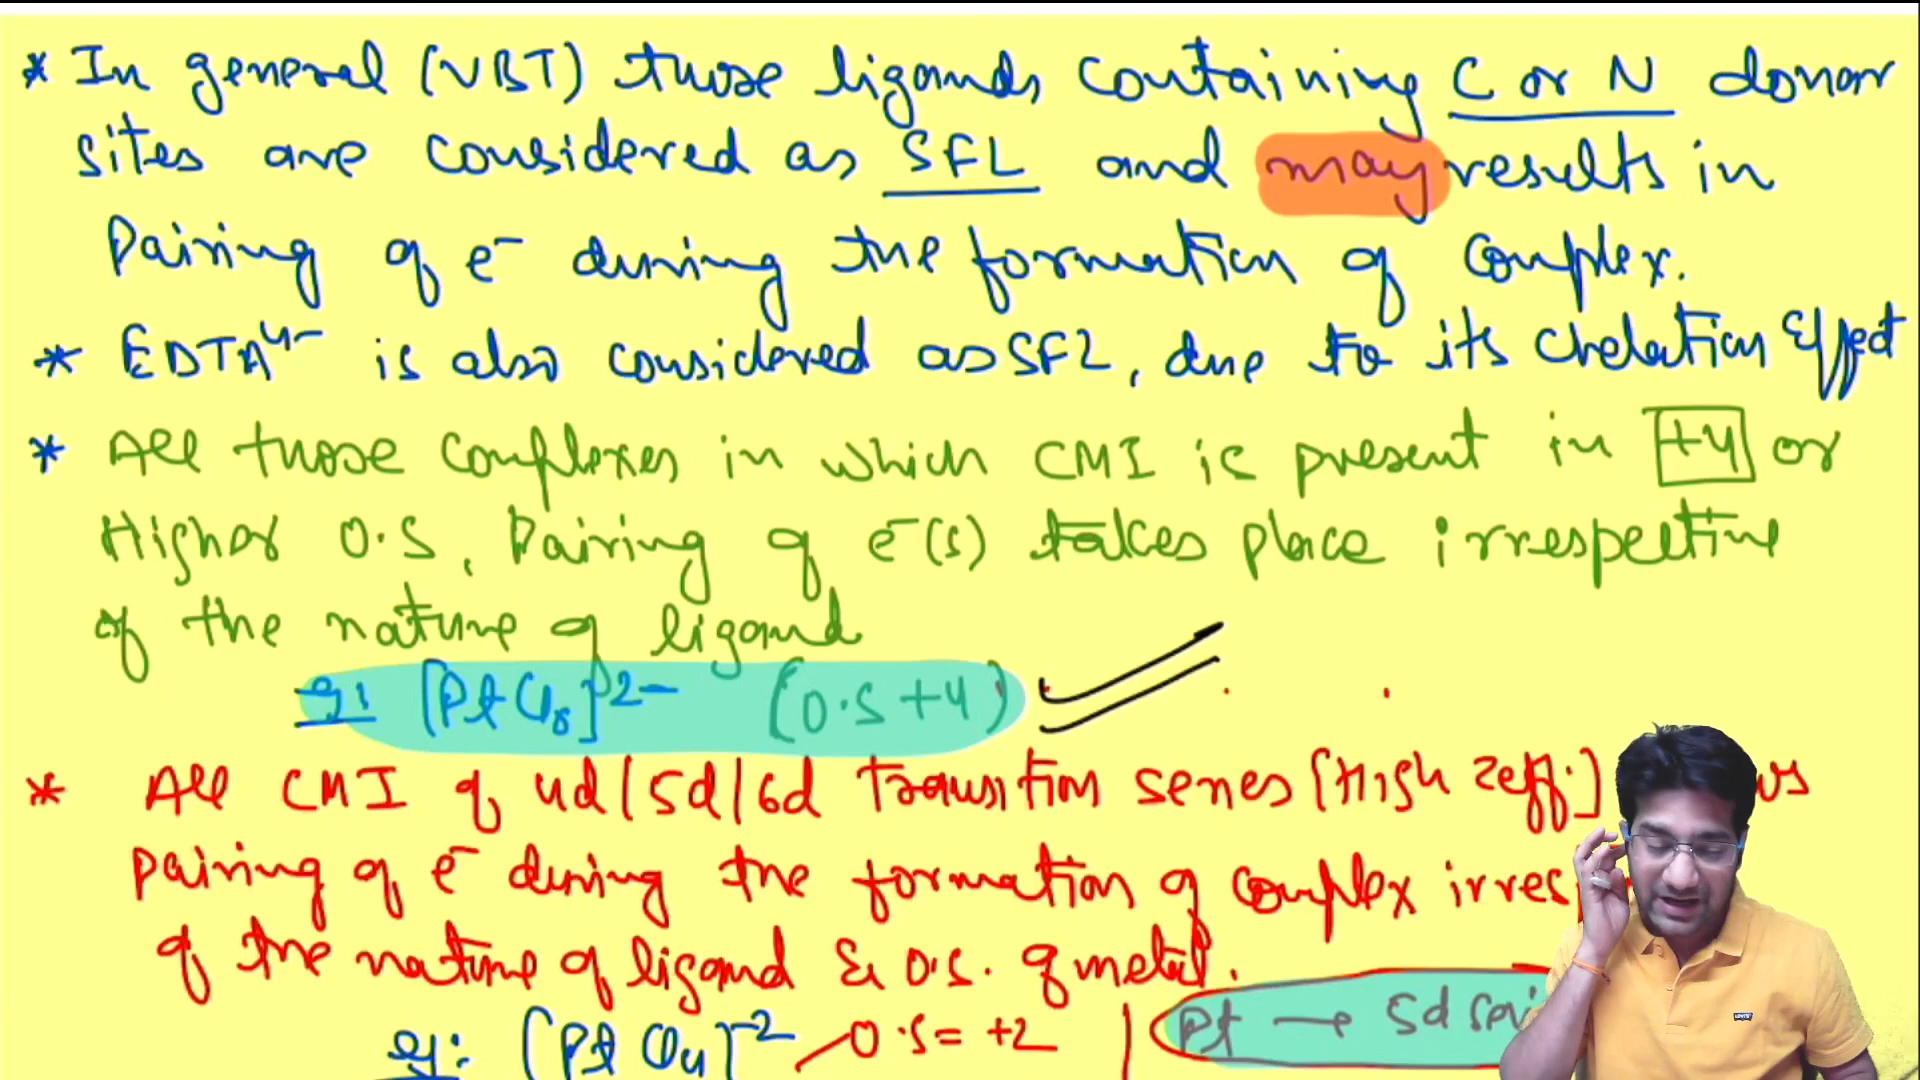 * In general (VBT) those ligands containing C or N donor
sites are considered as SFL and may results in
Pairing of e⁻ during the formation of complex.
* EDTA⁴⁻ is also considered as SFL, due to its chelation effect
* All those complexes in which CMI is present in +4 or
Higher O.S, Pairing of e⁻(s) takes place irrespective
of the nature of ligand
eg: [PtCl₆]²⁻ (O.S +4)
* All CMI of 4d/5d/6d transition series [High Zeff.]
pairing of e⁻ during the formation of complex
of the nature of ligand & O.S. of metal.
eg: [PtCl₄]⁻² O.S = +2
Pt → 5d